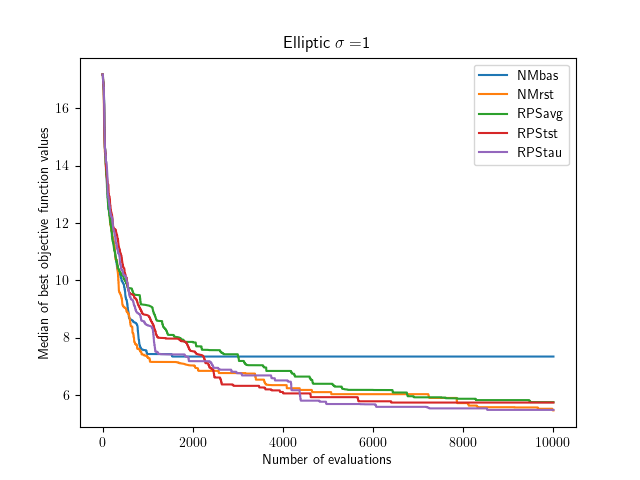 Elliptic σ =1
Median of best objective function values
16
14
12
10
8
6
0
2000
4000
6000
8000
10000
Number of evaluations
NMbas
NMrst
RPSavg
RPStst
RPStau